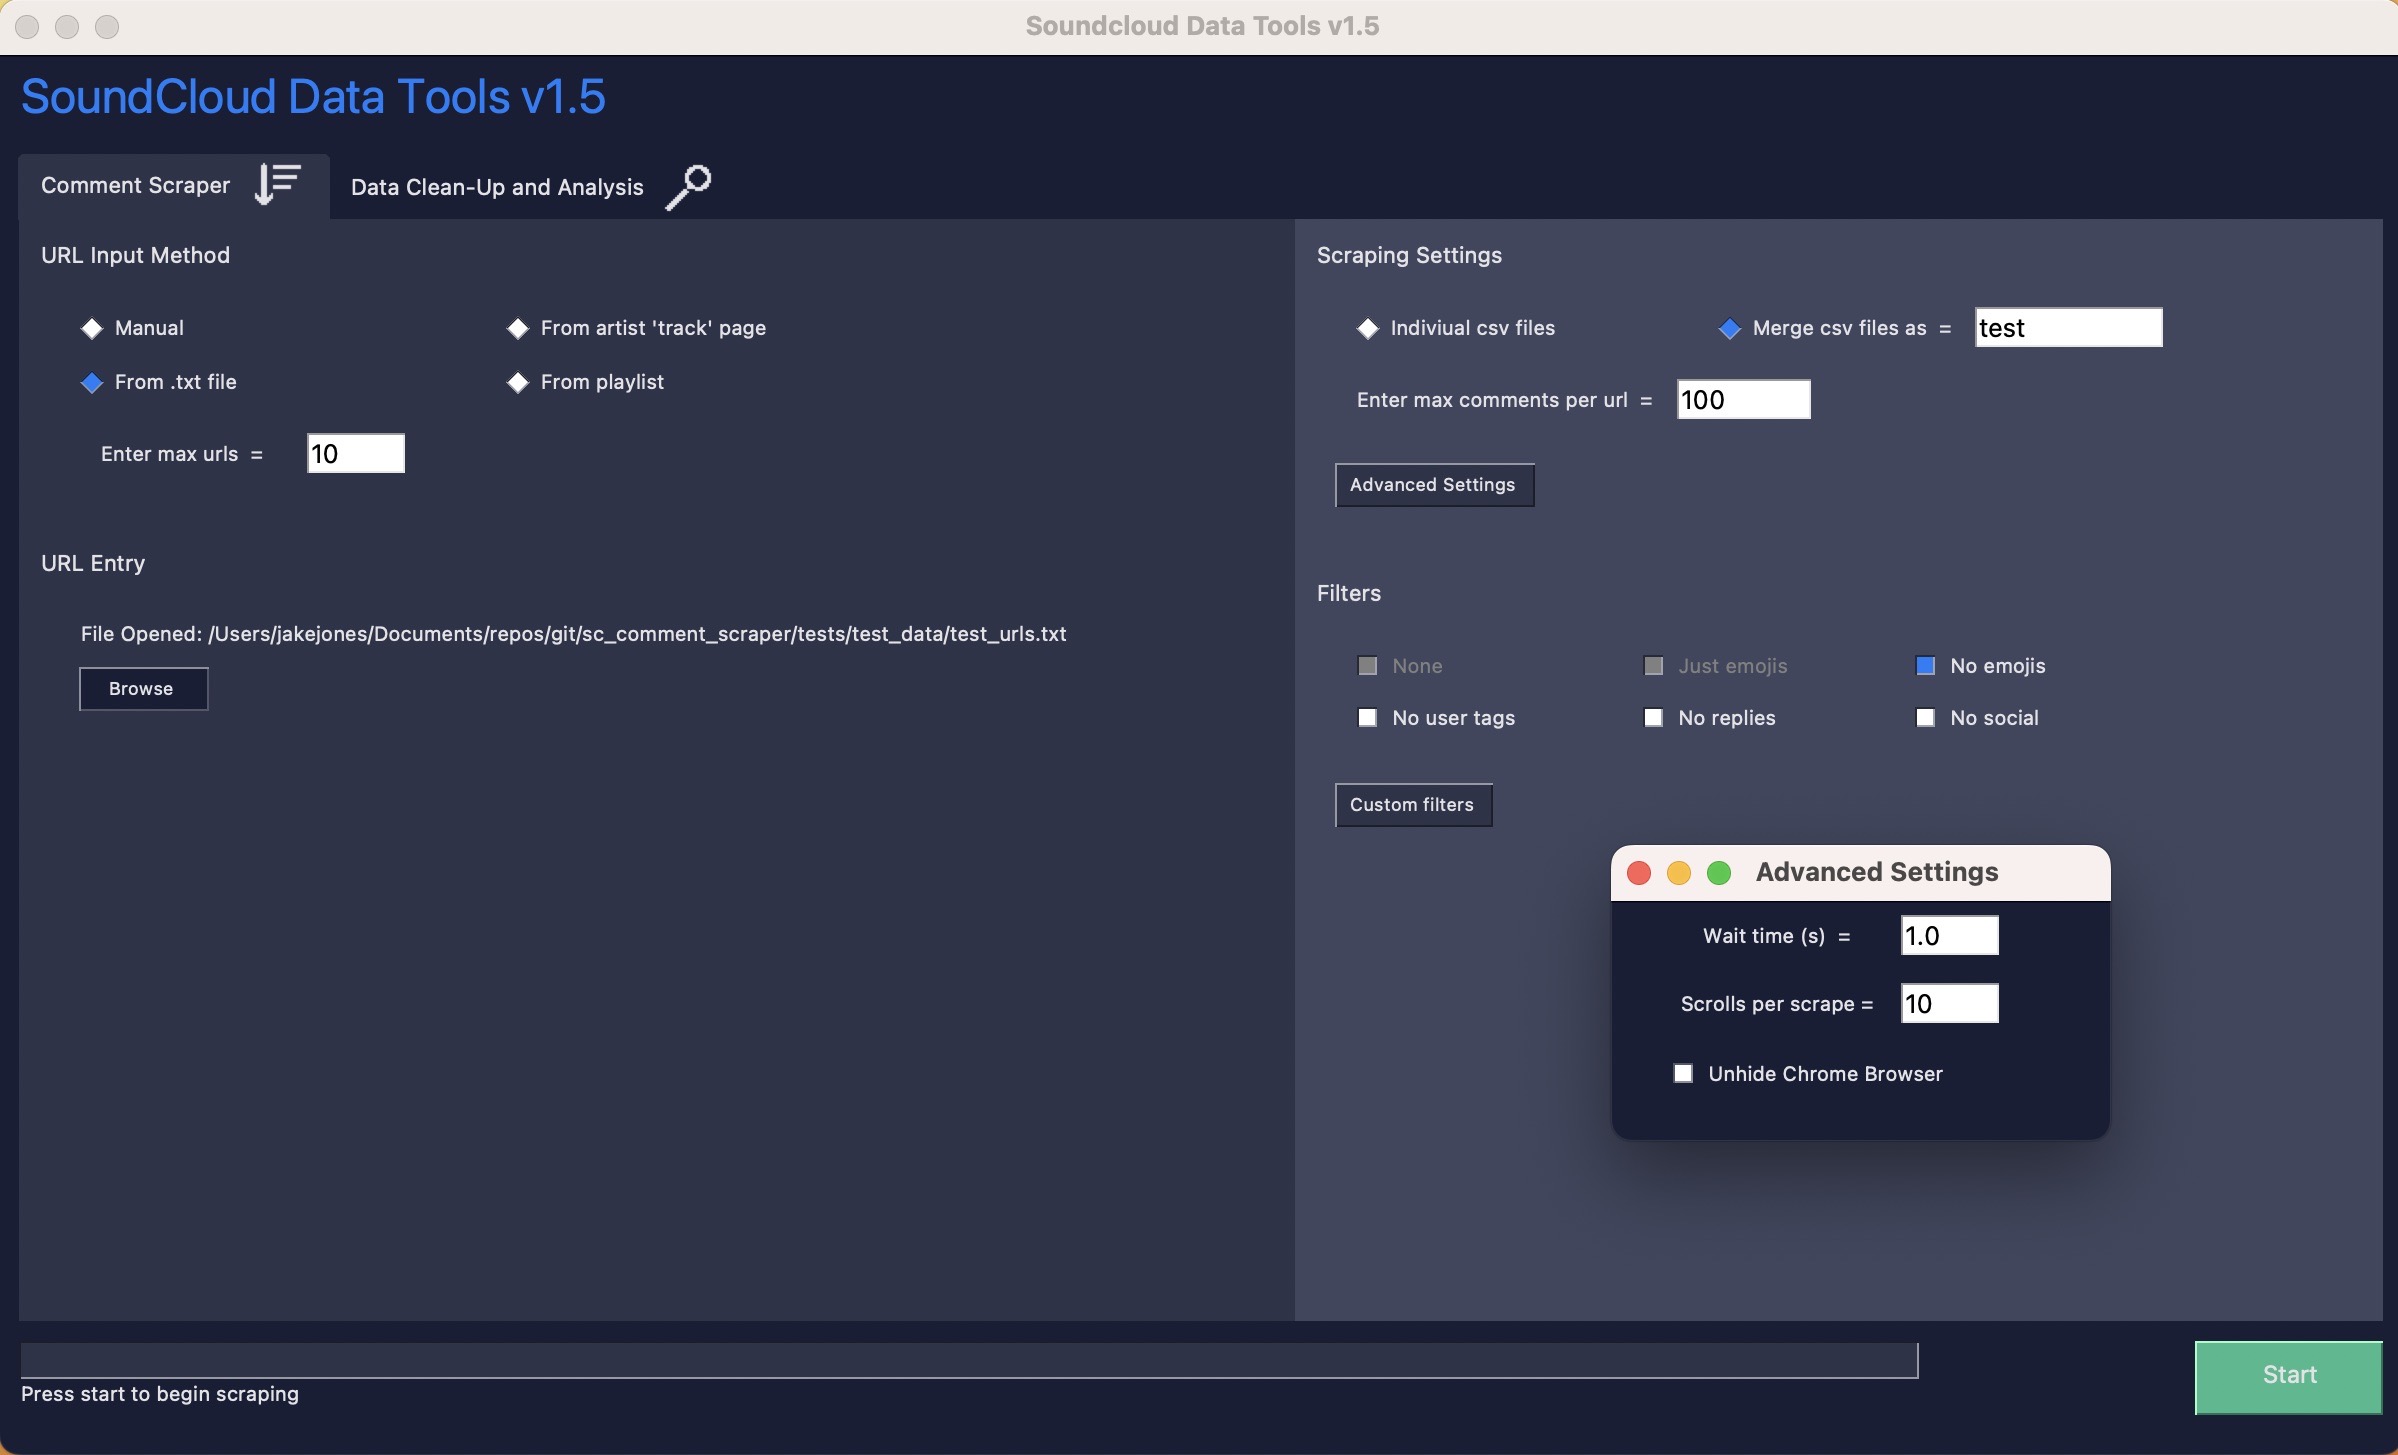 Soundcloud Data Tools v1.5
SoundCloud Data Tools v1.5
Comment Scraper
Data Clean-Up and Analysis
URL Input Method
Manual
From artist 'track' page
From .txt file
From playlist
Enter max urls =
10
URL Entry
File Opened: /Users/jakejones/Documents/repos/git/sc_comment_scraper/tests/test_data/test_urls.txt
Browse
Scraping Settings
Indiviual csv files
Merge csv files as =
test
Enter max comments per url =
100
Advanced Settings
Filters
None
Just emojis
No emojis
No user tags
No replies
No social
Custom filters
Advanced Settings
Wait time (s) =
1.0
Scrolls per scrape =
10
Unhide Chrome Browser
Press start to begin scraping
Start